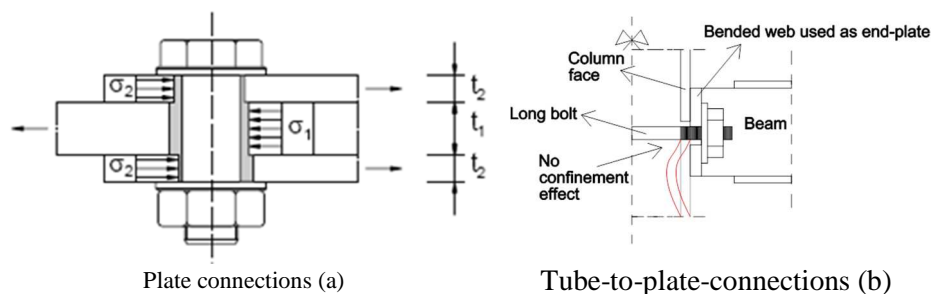 σ2
σ1
σ2
t2
t1
t2
Plate connections (a)
Bended web used as end-plate
Column
face
Long bolt
Beam
No
confinement
effect
Tube-to-plate-connections (b)